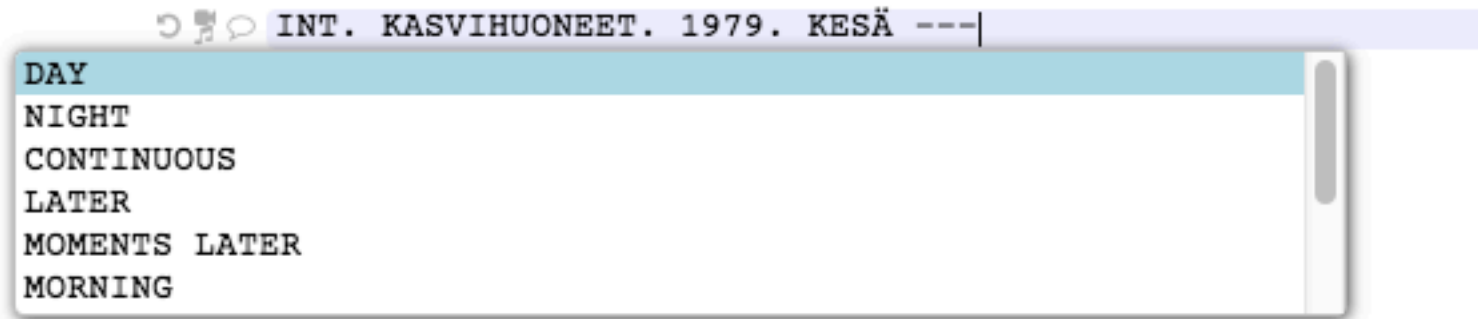 INT. KASVIHUONEET. 1979. KESÄ ---
DAY
NIGHT
CONTINUOUS
LATER
MOMENTS LATER
MORNING